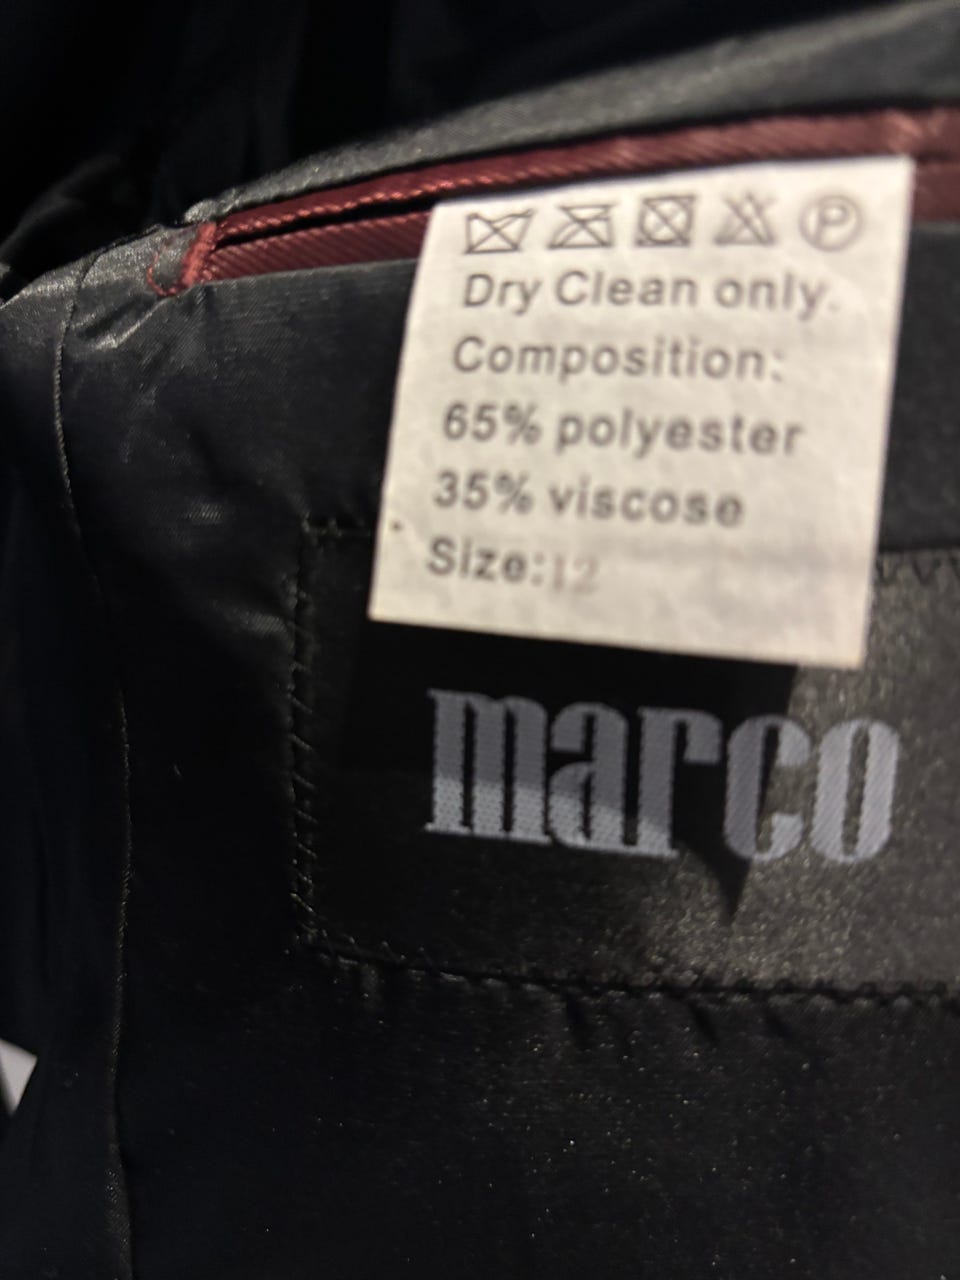 P
Dry Clean only.
Composition:
65% polyester
35% viscose
Size:12
marco